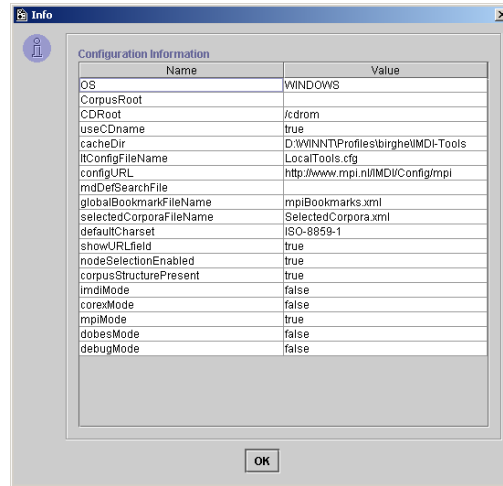 Info
Configuration Information
Name Value
OS WINDOWS
CorpusRoot
CDRoot /cdrom
useCDname true
cacheDir D:\WINNT\Profiles\birghe\IMDI-Tools
ltConfigFileName LocalTools.cfg
configURL http://www.mpi.nl/IMDI/Config/mpi
mdDefSearchFile
globalBookmarkFileName mpiBookmarks.xml
selectedCorporaFileName SelectedCorpora.xml
defaultCharset ISO-8859-1
showURLfield true
nodeSelectionEnabled true
corpusStructurePresent true
imdiMode false
corexMode false
mpiMode true
dobesMode false
debugMode false
OK